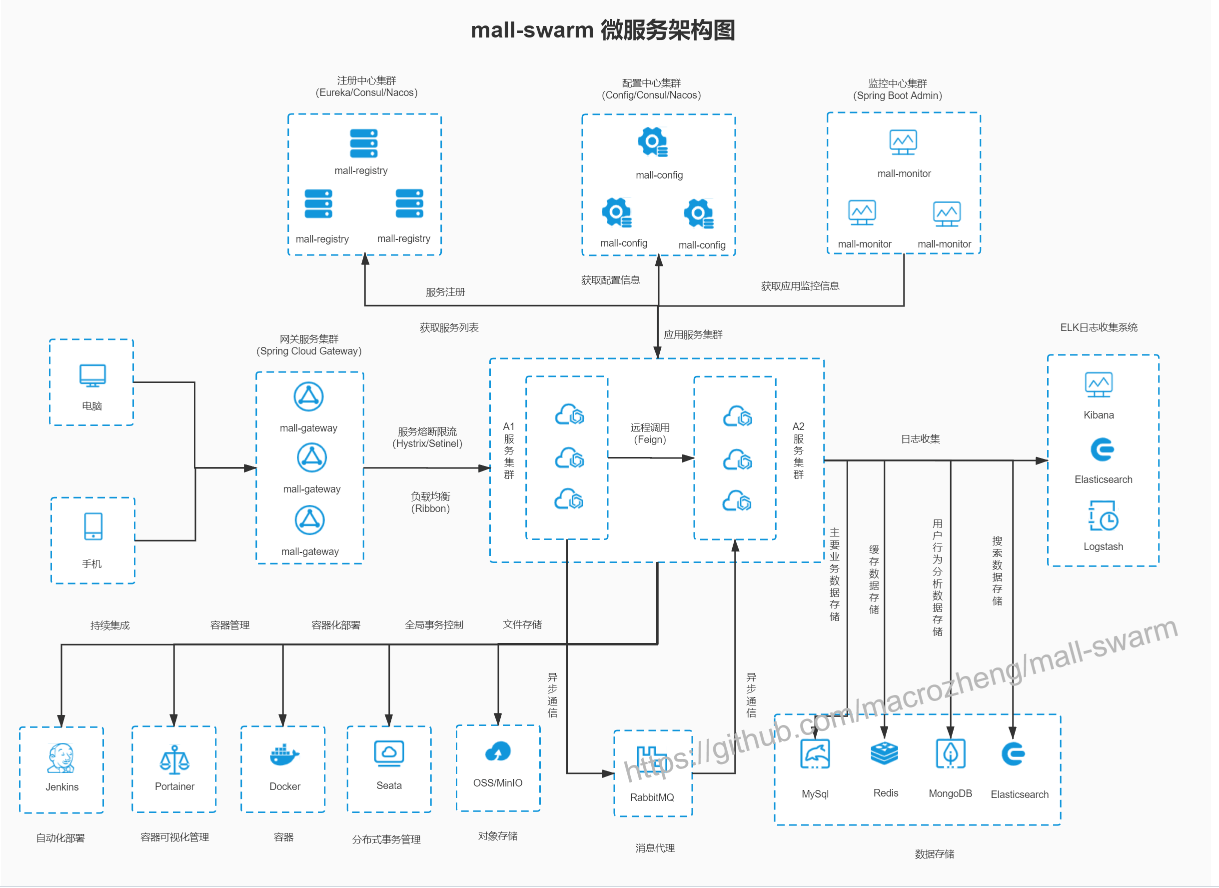 mall-swarm 微服务架构图
注册中心集群
(Eureka/Consul/Nacos)
配置中心集群
(Config/Consul/Nacos)
监控中心集群
(Spring Boot Admin)
mall-registry
mall-registry
mall-registry
mall-config
mall-config
mall-config
mall-monitor
mall-monitor
mall-monitor
服务注册
获取配置信息
获取应用监控信息
获取服务列表
应用服务集群
ELK日志收集系统
网关服务集群
(Spring Cloud Gateway)
电脑
手机
mall-gateway
mall-gateway
mall-gateway
服务熔断限流
(Hystrix/Setinel)
负载均衡
(Ribbon)
A1服务集群
远程调用
(Feign)
A2服务集群
日志收集
Kibana
Elasticsearch
Logstash
主要业务数据存储
缓存数据存储
用户行为分析数据存储
搜索数据存储
持续集成
容器管理
容器化部署
全局事务控制
文件存储
异步通信
异步通信
Jenkins
Portainer
Docker
Seata
OSS/MinIO
RabbitMQ
MySql
Redis
MongoDB
Elasticsearch
自动化部署
容器可视化管理
容器
分布式事务管理
对象存储
消息代理
数据存储
https://github.com/macrozheng/mall-swarm